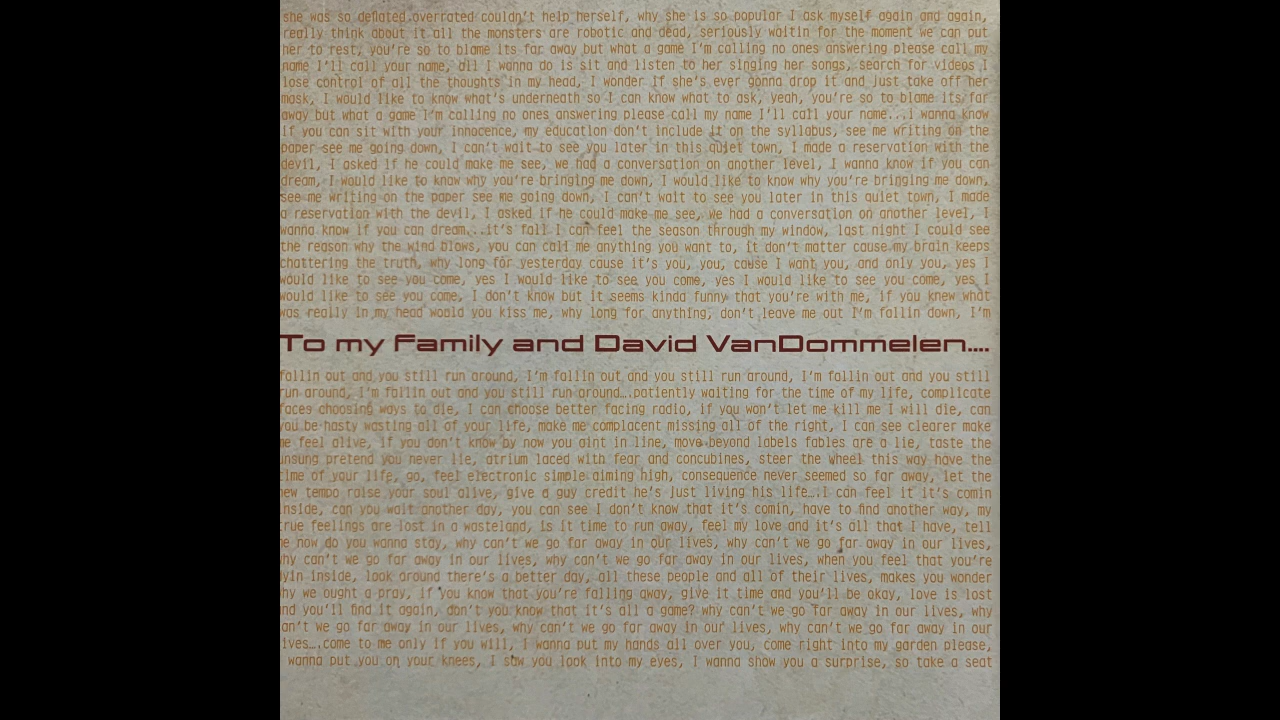 she was so deflated overrated couldn't help herself, why she is so popular I ask myself again and again,
really think about it all the monsters are robotic and dead, seriously waitin for the moment we can put
her to rest, you're so to blame its far away but what a game I'm calling no ones answering please call my
name I'll call your name, all I wanna do is sit and listen to her singing her songs, search for videos I
lose control of all the thoughts in my head, I wonder if she's ever gonna drop it and just take off her
mask, I would like to know what's underneath so I can know what to ask, yeah, you're so to blame its far
away but what a game I'm calling no ones answering please call my name I'll call your name...I wanna know
if you can sit with your innocence, my education don't include it on the syllabus, see me writing on the
paper see me going down, I can't wait to see you later in this quiet town, I made a reservation with the
devil, I asked if he could make me see, we had a conversation on another level, I wanna know if you can
dream, I would like to know why you're bringing me down, I would like to know why you're bringing me down,
see me writing on the paper see me going down, I can't wait to see you later in this quiet town, I made
a reservation with the devil, I asked if he could make me see, we had a conversation on another level, I
wanna know if you can dream...it's fall I can feel the season through my window, last night I could see
the reason why the wind blows, you can call me anything you want to, it don't matter cause my brain keeps
chattering the truth, why long for yesterday cause it's you, you, cause I want you, and only you, yes I
would like to see you come, yes I would like to see you come, yes I would like to see you come, yes I
would like to see you come, I don't know but it seems kinda funny that you're with me, if you knew what
was really in my head would you kiss me, why long for anything, don't leave me out I'm fallin down, I'm
To my Family and David VanDommelen....
fallin out and you still run around, I'm fallin out and you still run around, I'm fallin out and you still
run around, I'm fallin out and you still run around....patiently waiting for the time of my life, complicate
faces choosing ways to die, I can choose better facing radio, if you won't let me kill me I will die, can
you be hasty wasting all of your life, make me complacent missing all of the right, I can see clearer make
me feel alive, if you don't know by now you aint in line, move beyond labels fables are a lie, taste the
unsung pretend you never lie, atrium laced with fear and concubines, steer the wheel this way have the
time of your life, go, feel electronic simple aiming high, consequence never seemed so far away, let the
new tempo raise your soul alive, give a guy credit he's just living his life....I can feel it it's comin
inside, can you wait another day, you can see I don't know that it's comin, have to find another way, my
true feelings are lost in a wasteland, is it time to run away, feel my love and it's all that I have, tell
me now do you wanna stay, why can't we go far away in our lives, why can't we go far away in our lives,
why can't we go far away in our lives, why can't we go far away in our lives, when you feel that you're
dyin inside, look around there's a better day, all these people and all of their lives, makes you wonder
why we ought a pray, if you know that you're falling away, give it time and you'll be okay, love is lost
and you'll find it again, don't you know that it's all a game? why can't we go far away in our lives, why
can't we go far away in our lives, why can't we go far away in our lives, why can't we go far away in our
lives....come to me only if you will, I wanna put my hands all over you, come right into my garden please,
wanna put you on your knees, I saw you look into my eyes, I wanna show you a surprise, so take a seat